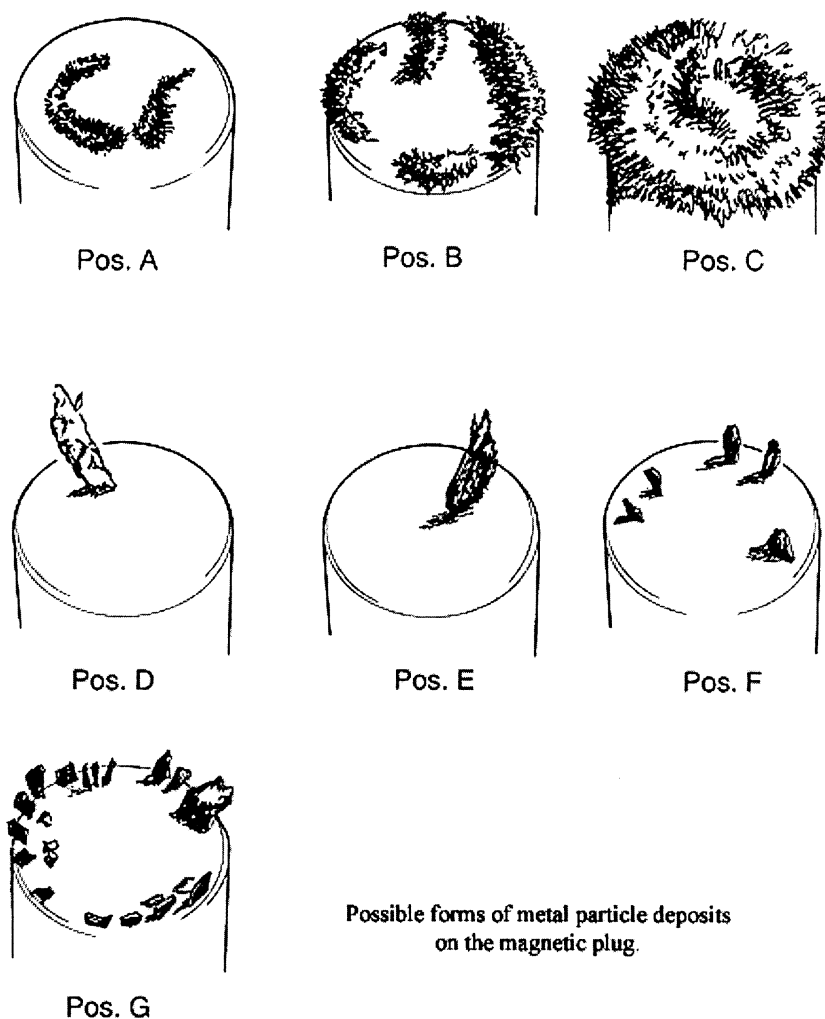 Pos. A
Pos. B
Pos. C
Pos. D
Pos. E
Pos. F
Pos. G
Possible forms of metal particle deposits
on the magnetic plug.